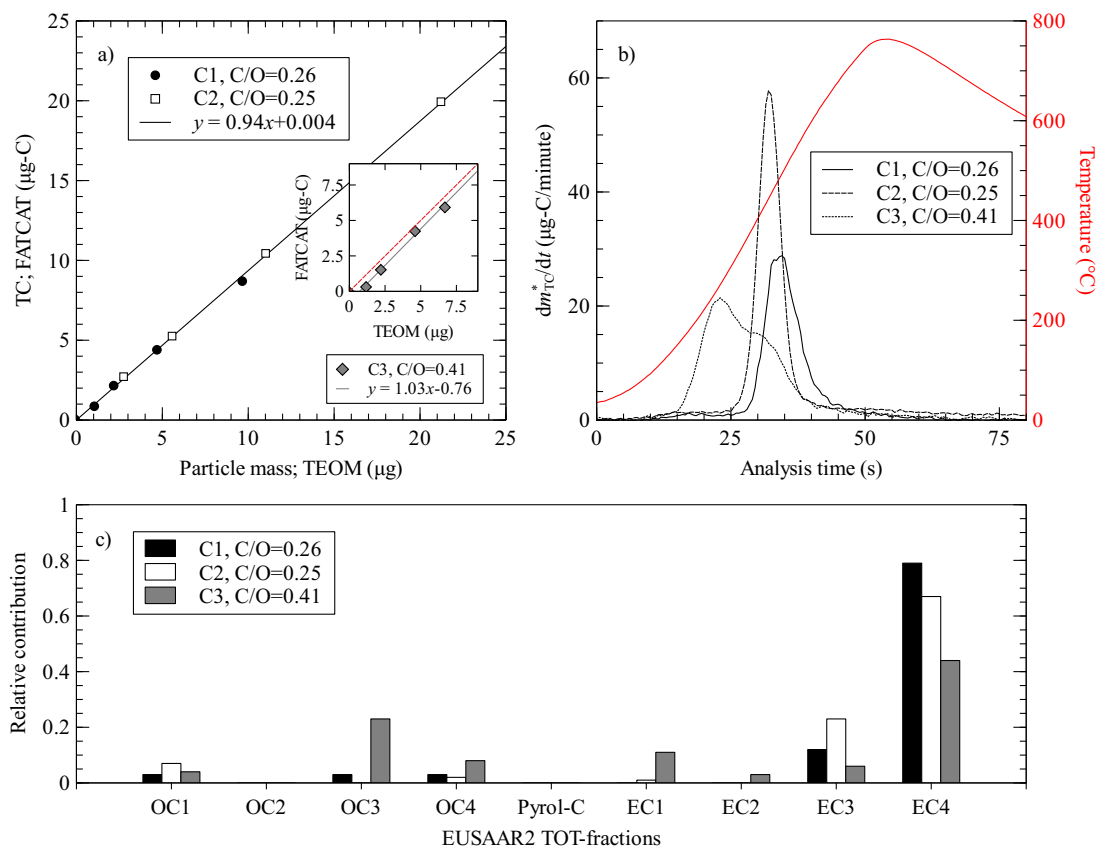 a)
C1, C/O=0.26
C2, C/O=0.25
y = 0.94x+0.004
TC; FATCAT (µg-C)
25
20
15
10
5
0
0 5 10 15 20 25
Particle mass; TEOM (µg)
FATCAT (µg-C)
7.5
5
2.5
0
0 2.5 5 7.5
TEOM (µg)
C3, C/O=0.41
y = 1.03x-0.76
b)
C1, C/O=0.26
C2, C/O=0.25
C3, C/O=0.41
dm*TC/dt (µg-C/minute)
60
40
20
0
0 25 50 75
Analysis time (s)
800
600
400
200
0
Temperature (°C)
c)
C1, C/O=0.26
C2, C/O=0.25
C3, C/O=0.41
Relative contribution
1
0.8
0.6
0.4
0.2
0
OC1 OC2 OC3 OC4 Pyrol-C EC1 EC2 EC3 EC4
EUSAAR2 TOT-fractions